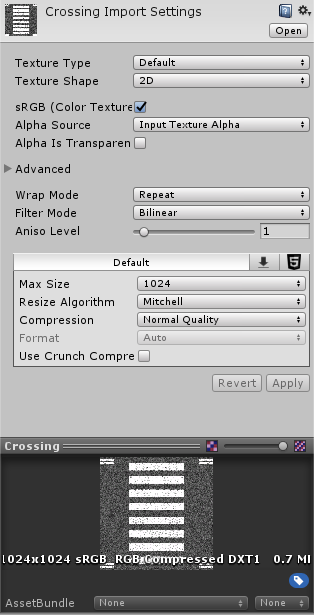 Crossing Import Settings
Open
Texture Type Default
Texture Shape 2D
sRGB (Color Texture
Alpha Source Input Texture Alpha
Alpha Is Transparen
Advanced
Wrap Mode Repeat
Filter Mode Bilinear
Aniso Level 1
Default
Max Size 1024
Resize Algorithm Mitchell
Compression Normal Quality
Format Auto
Use Crunch Compre
Revert Apply
Crossing
1024x1024 sRGB_RGB Compressed DXT1 0.7 MI
AssetBundle None None